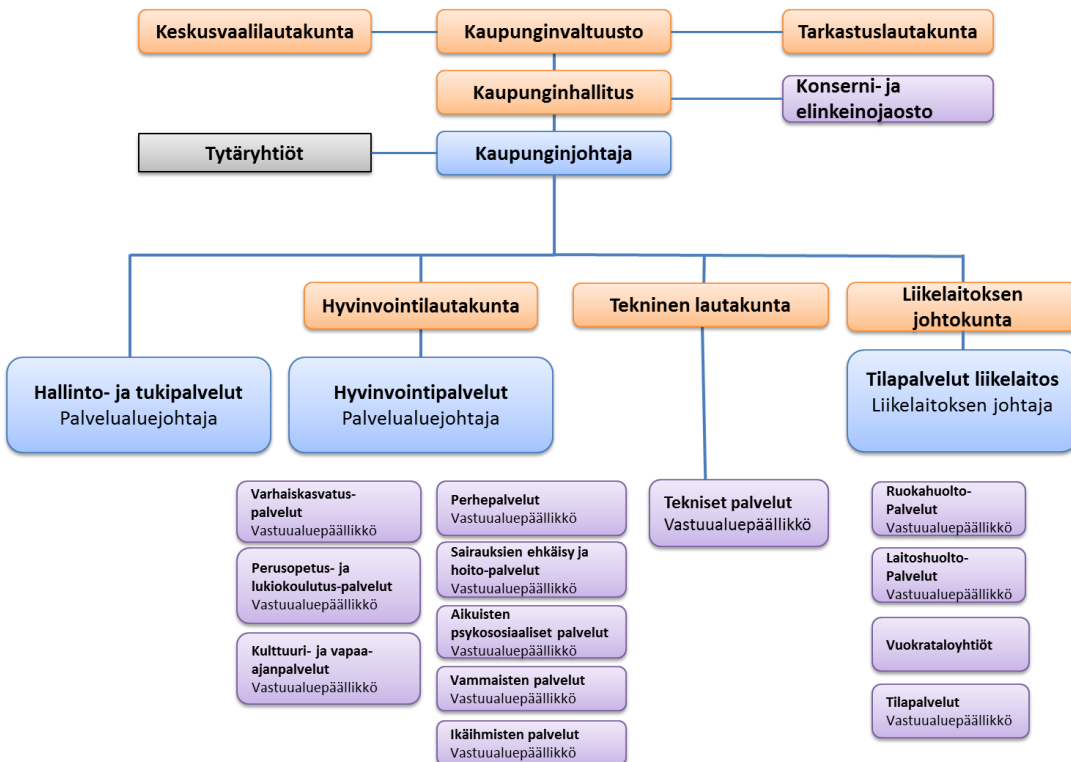 Keskusvaalilautakunta
Kaupunginvaltuusto
Tarkastuslautakunta
Kaupunginhallitus
Konserni- ja
elinkeinojaosto
Tytäryhtiöt
Kaupunginjohtaja
Hyvinvointilautakunta
Tekninen lautakunta
Liikelaitoksen
johtokunta
Hallinto- ja tukipalvelut
Palvelualuejohtaja
Hyvinvointipalvelut
Palvelualuejohtaja
Tilapalvelut liikelaitos
Liikelaitoksen johtaja
Varhaiskasvatus-
palvelut
Vastuualuepäällikkö
Perusopetus- ja
lukiokoulutus-palvelut
Vastuualuepäällikkö
Kulttuuri- ja vapaa-
ajanpalvelut
Vastuualuepäällikkö
Perhepalvelut
Vastuualuepäällikkö
Sairauksien ehkäisy ja
hoito-palvelut
Vastuualuepäällikkö
Aikuisten
psykososiaaliset palvelut
Vastuualuepäällikkö
Vammaisten palvelut
Vastuualuepäällikkö
Ikäihmisten palvelut
Vastuualuepäällikkö
Tekniset palvelut
Vastuualuepäällikkö
Ruokahuolto-
Palvelut
Vastuualuepäällikkö
Laitoshuolto-
Palvelut
Vastuualuepäällikkö
Vuokrataloyhtiöt
Tilapalvelut
Vastuualuepäällikkö